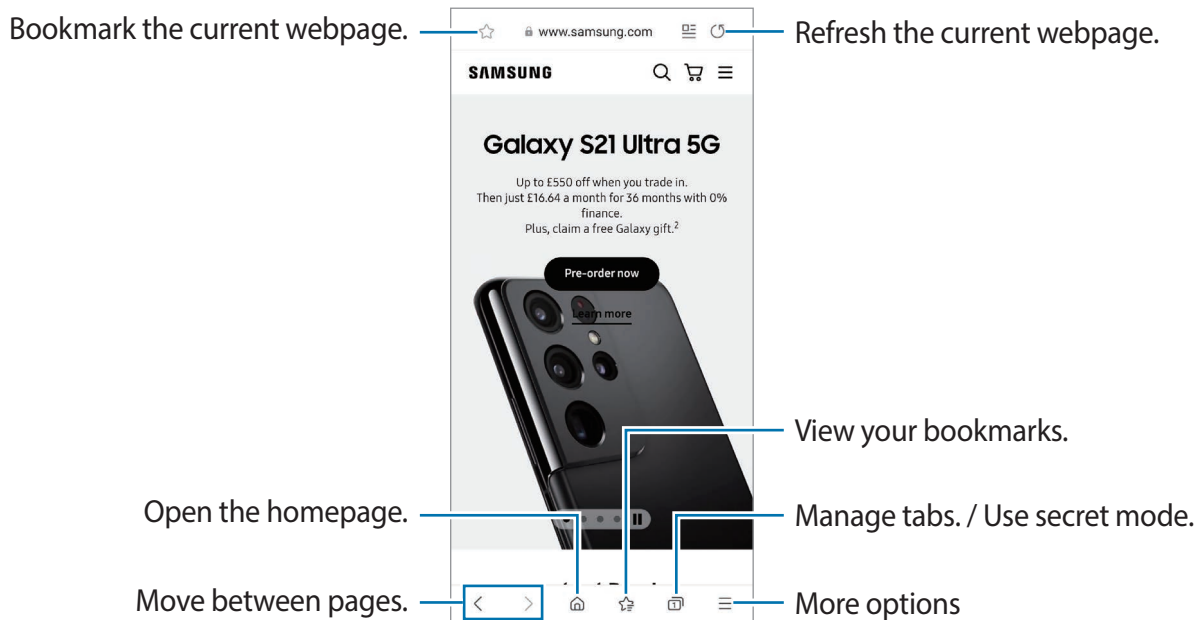 Bookmark the current webpage.
www.samsung.com
Refresh the current webpage.
SAMSUNG
Galaxy S21 Ultra 5G
Up to £550 off when you trade in.
Then just £16.64 a month for 36 months with 0%
finance.
Plus, claim a free Galaxy gift.2
Pre-order now
Learn more
View your bookmarks.
Open the homepage.
Manage tabs. / Use secret mode.
Move between pages.
1
More options